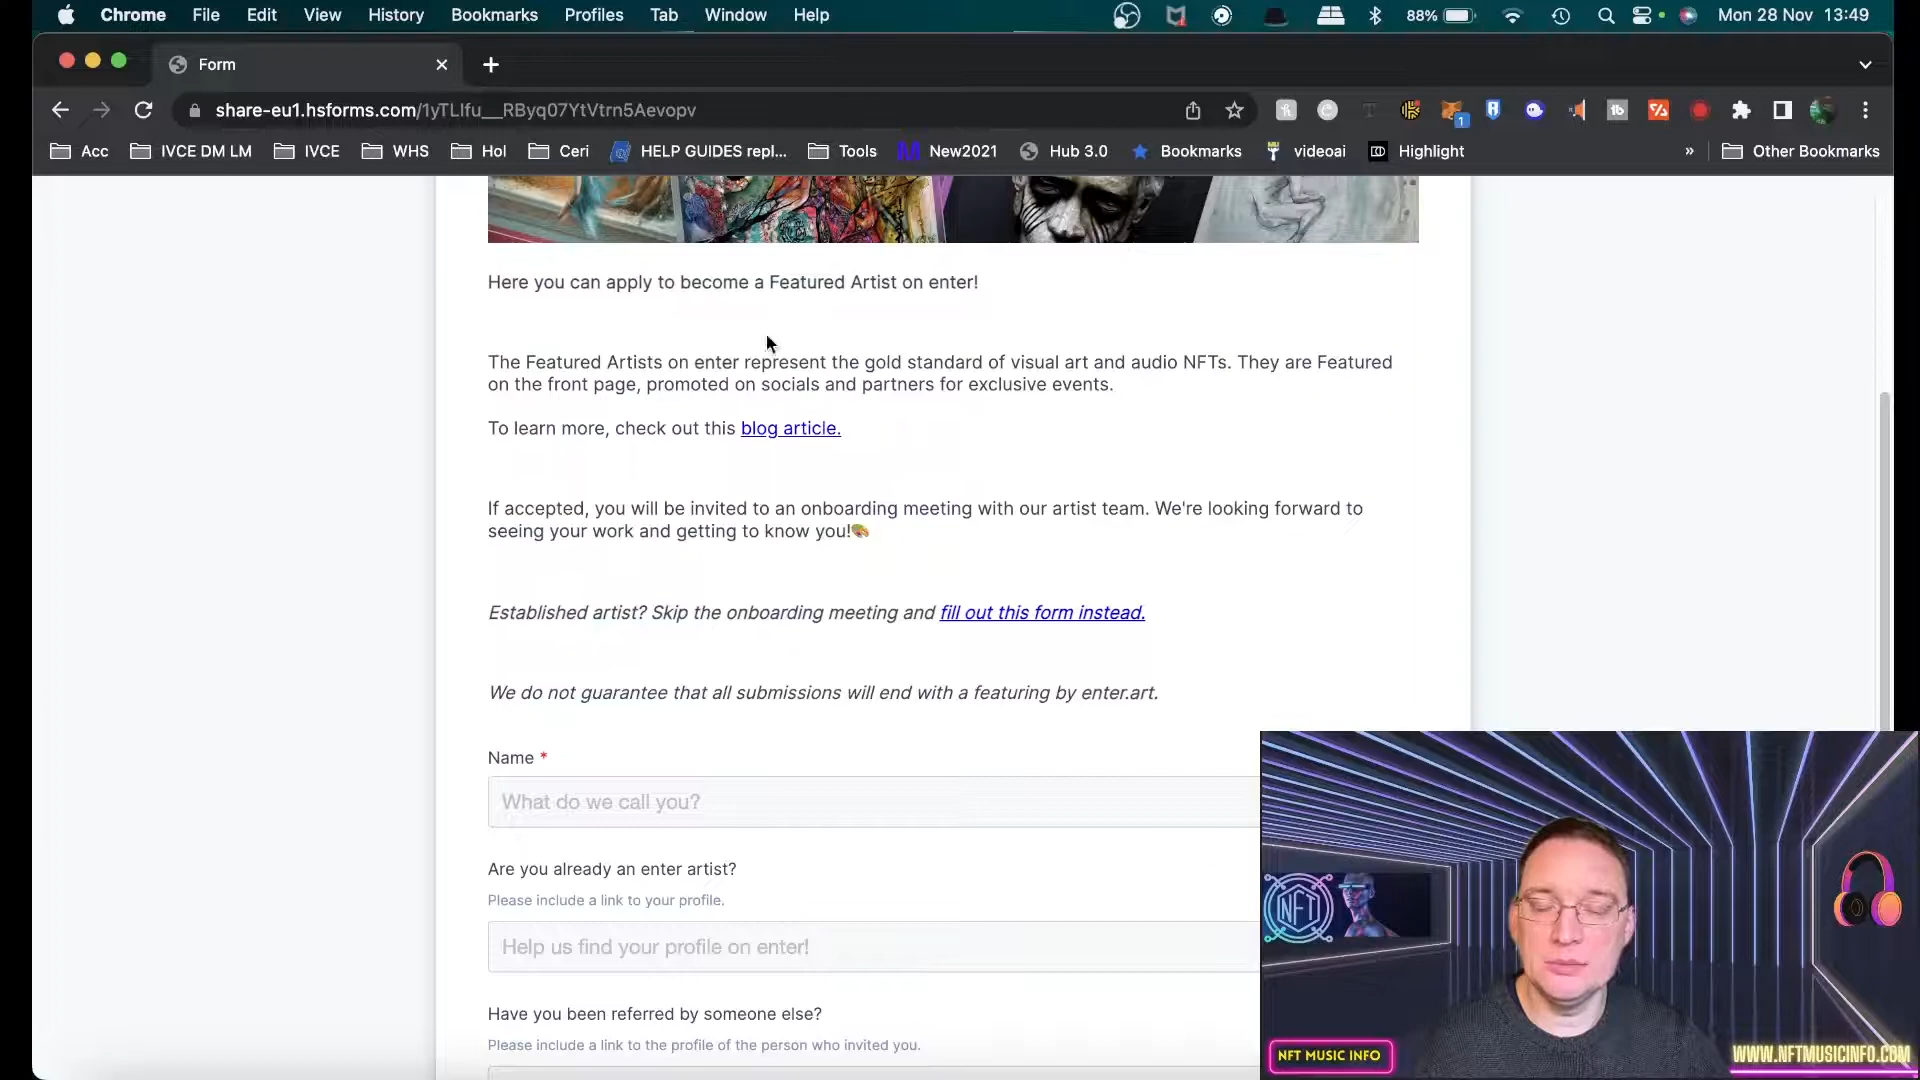 Chrome File Edit View History Bookmarks Profiles Tab Window Help 88% Mon 28 Nov 13:49
Form
share-eu1.hsforms.com/1yTLlfu__RByq07YtVtrn5Aevopv
1
Acc IVCE DM LM IVCE WHS Hol Ceri HELP GUIDES repl... Tools New2021 Hub 3.0 Bookmarks videoai Highlight » Other Bookmarks
Here you can apply to become a Featured Artist on enter!
The Featured Artists on enter represent the gold standard of visual art and audio NFTs. They are Featured
on the front page, promoted on socials and partners for exclusive events.
To learn more, check out this blog article.
If accepted, you will be invited to an onboarding meeting with our artist team. We're looking forward to
seeing your work and getting to know you!🎨
Established artist? Skip the onboarding meeting and fill out this form instead.
We do not guarantee that all submissions will end with a featuring by enter.art.
Name *
What do we call you?
Are you already an enter artist?
Please include a link to your profile.
Help us find your profile on enter!
Have you been referred by someone else?
Please include a link to the profile of the person who invited you.
NFT
NFT MUSIC INFO
WWW.NFTMUSICINFO.COM